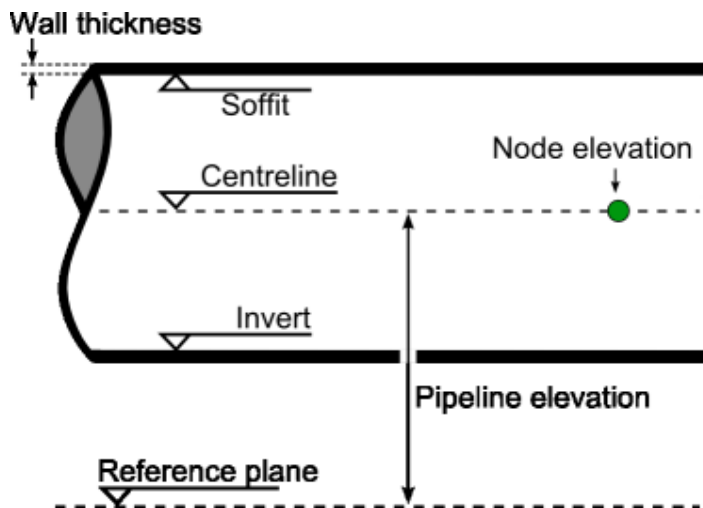 Wall thickness
Soffit
Node elevation
Centreline
Invert
Pipeline elevation
Reference plane